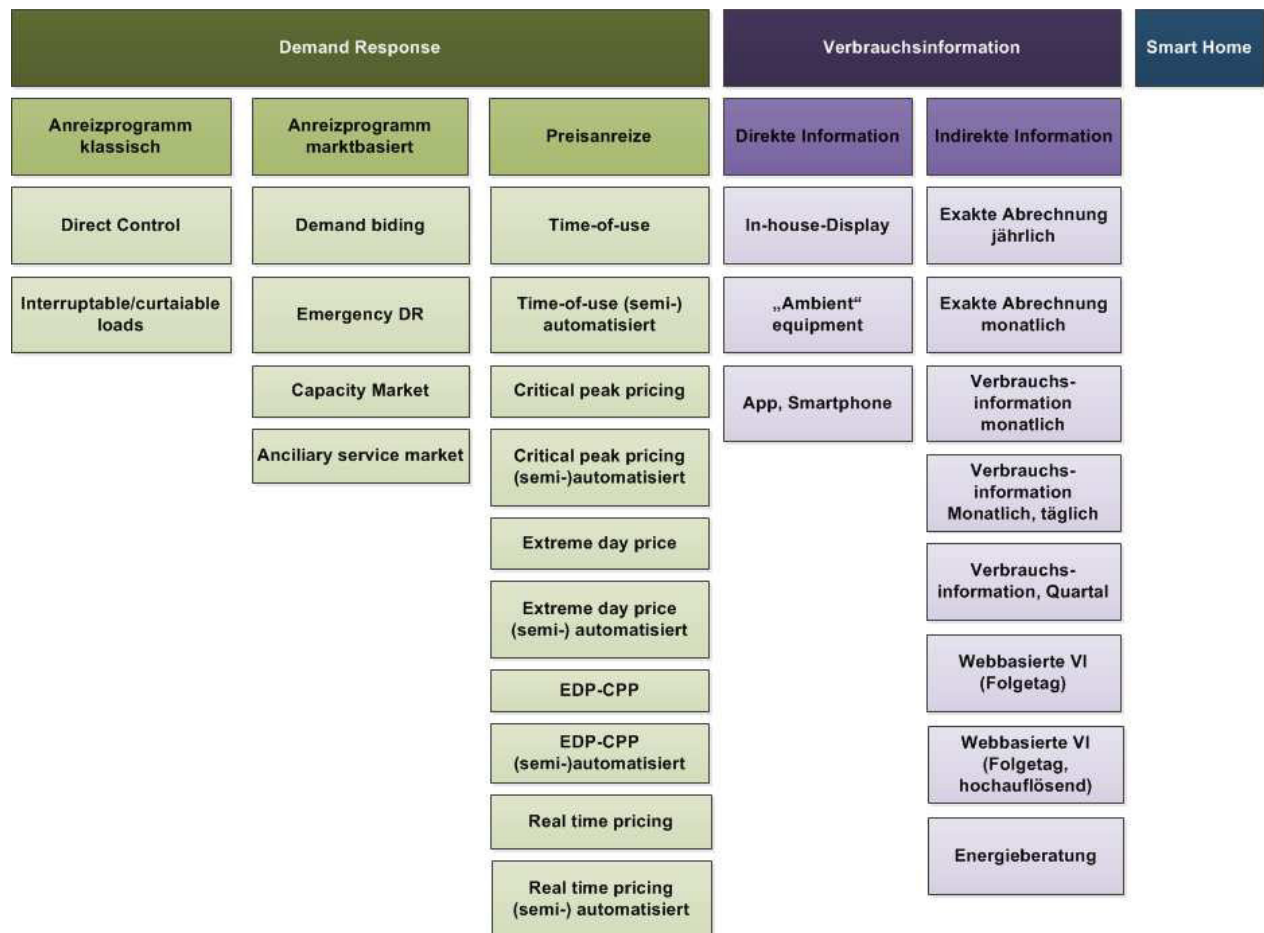 Demand Response
Verbrauchsinformation
Smart Home
Anreizprogramm
klassisch
Anreizprogramm
marktbasiert
Preisanreize
Direkte Information
Indirekte Information
Direct Control
Demand biding
Time-of-use
In-house-Display
Exakte Abrechnung
jährlich
Interruptable/curtaiable
loads
Emergency DR
Time-of-use (semi-)
automatisiert
„Ambient“
equipment
Exakte Abrechnung
monatlich
Capacity Market
Critical peak pricing
App, Smartphone
Verbrauchs-
information
monatlich
Anciliary service market
Critical peak pricing
(semi-)automatisiert
Verbrauchs-
information
Monatlich, täglich
Extreme day price
Verbrauchs-
information, Quartal
Extreme day price
(semi-) automatisiert
Webbasierte VI
(Folgetag)
EDP-CPP
EDP-CPP
(semi-)automatisiert
Webbasierte VI
(Folgetag,
hochauflösend)
Real time pricing
Energieberatung
Real time pricing
(semi-) automatisiert